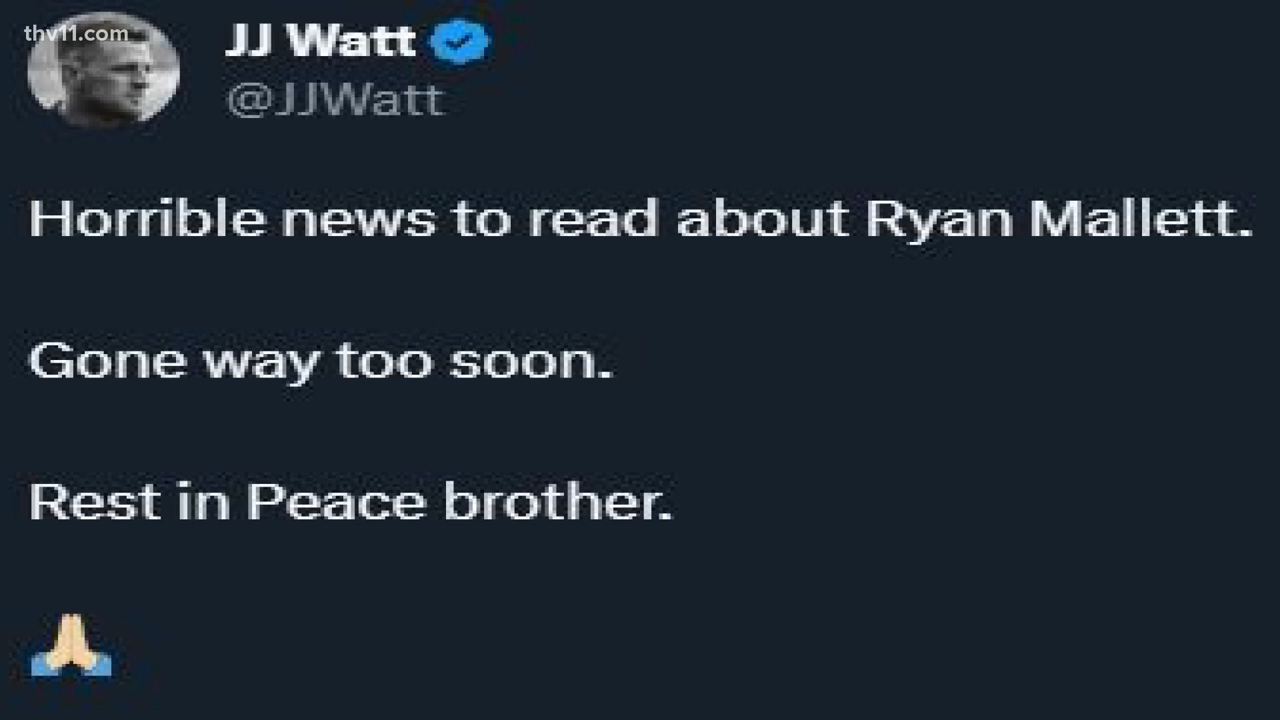 thv11.com
JJ Watt
@JJWatt
Horrible news to read about Ryan Mallett.
Gone way too soon.
Rest in Peace brother.
🙏🏼